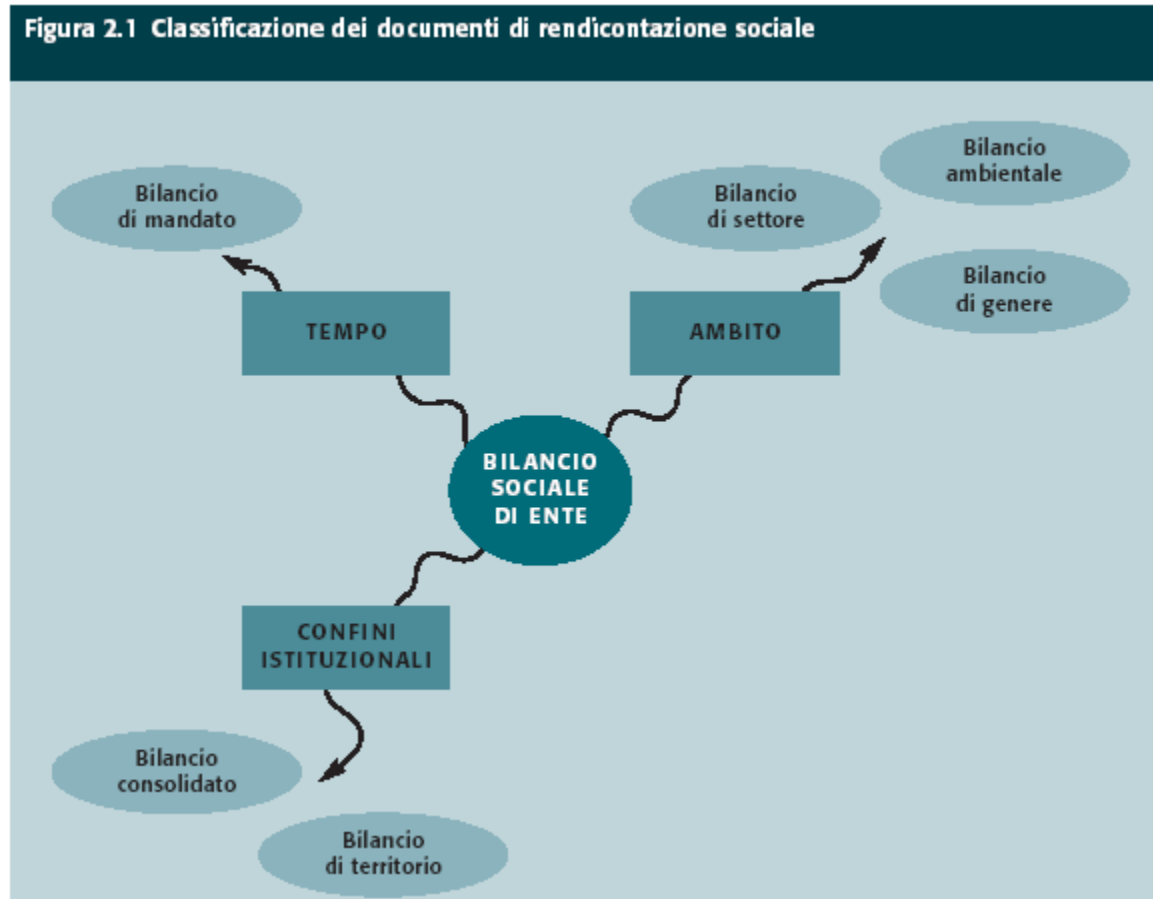 Figura 2.1 Classificazione dei documenti di rendicontazione sociale
Bilancio
di mandato
Bilancio
di settore
Bilancio
ambientale
Bilancio
di genere
TEMPO
AMBITO
BILANCIO
SOCIALE
DI ENTE
CONFINI
ISTITUZIONALI
Bilancio
consolidato
Bilancio
di territorio